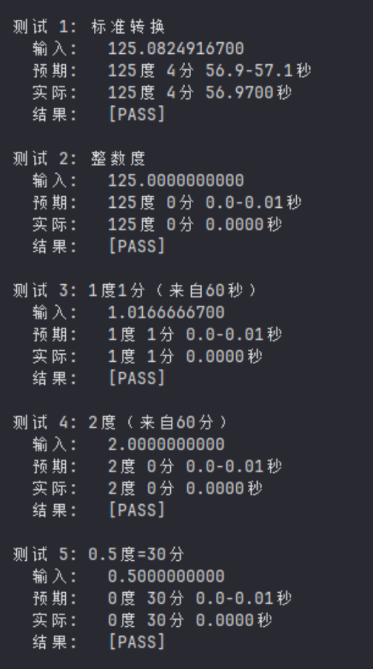 测试 1: 标准转换
输入: 125.0824916700
预期: 125度 4分 56.9-57.1秒
实际: 125度 4分 56.9700秒
结果: [PASS]
测试 2: 整数度
输入: 125.0000000000
预期: 125度 0分 0.0-0.01秒
实际: 125度 0分 0.0000秒
结果: [PASS]
测试 3: 1度1分（来自60秒）
输入: 1.0166666700
预期: 1度 1分 0.0-0.01秒
实际: 1度 1分 0.0000秒
结果: [PASS]
测试 4: 2度（来自60分）
输入: 2.0000000000
预期: 2度 0分 0.0-0.01秒
实际: 2度 0分 0.0000秒
结果: [PASS]
测试 5: 0.5度=30分
输入: 0.5000000000
预期: 0度 30分 0.0-0.01秒
实际: 0度 30分 0.0000秒
结果: [PASS]